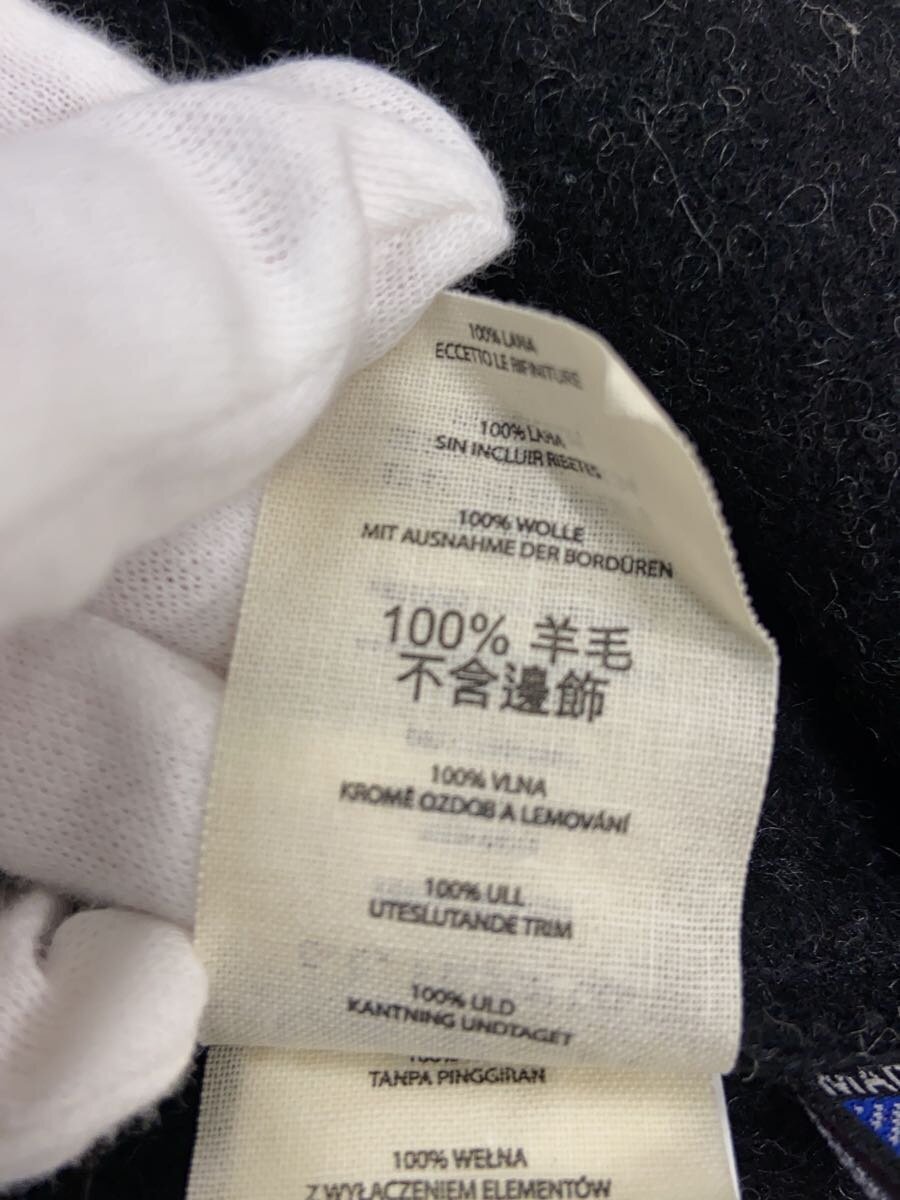 100% LANA
ECCETTO LE RIFINITURE
100% LANA
SIN INCLUIR RIBETES
100% WOLLE
MIT AUSNAHME DER BORDÜREN
100% 羊毛
不含邊飾
100% VLNA
KROMĚ OZDOB A LEMOVÁNÍ
100% ULL
UTESLUTANDE TRIM
100% ULD
KANTNING UNDTAGET
100%
TANPA PINGGIRAN
100% WEŁNA
Z WYŁĄCZENIEM ELEMENTÓW